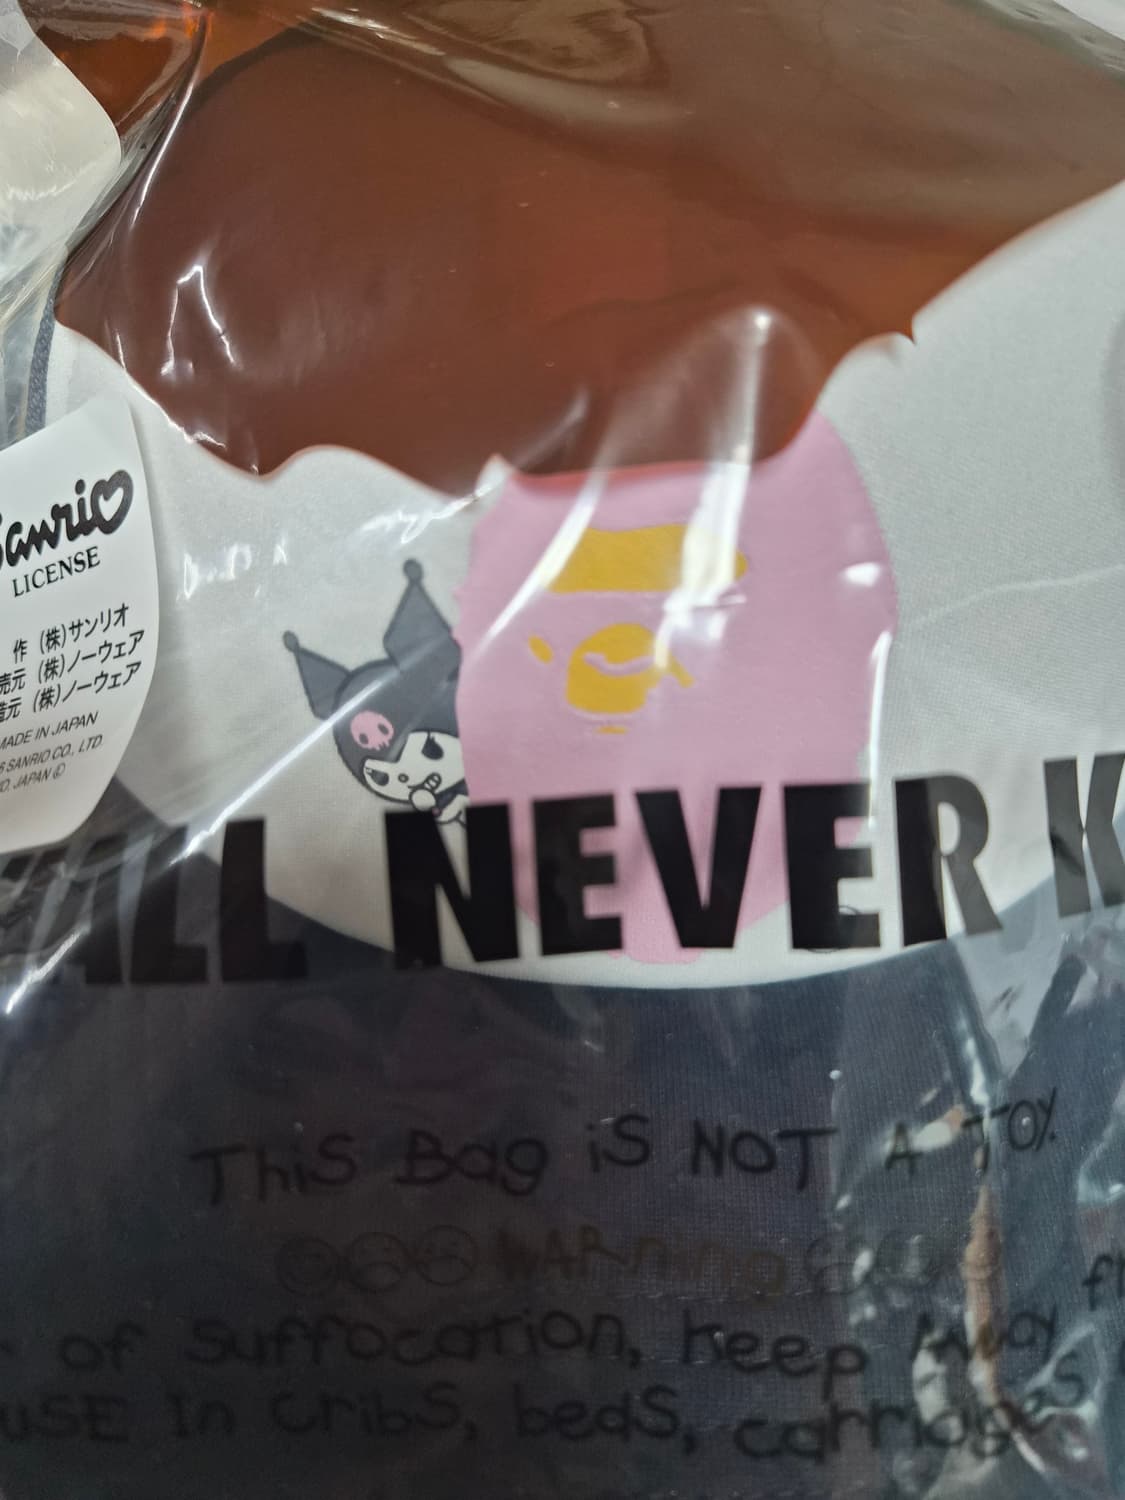 Sanrio
LICENSE
作 (株)サンリオ
売元 (株)ノーウェア
造元 (株)ノーウェア
MADE IN JAPAN
SANRIO CO., LTD.
JAPAN Ⓛ
NEVER K
THiS Bag iS NOT A TOY.
WARning
of Suffocation, Keep Away
USE In CribS, bedS, carriages